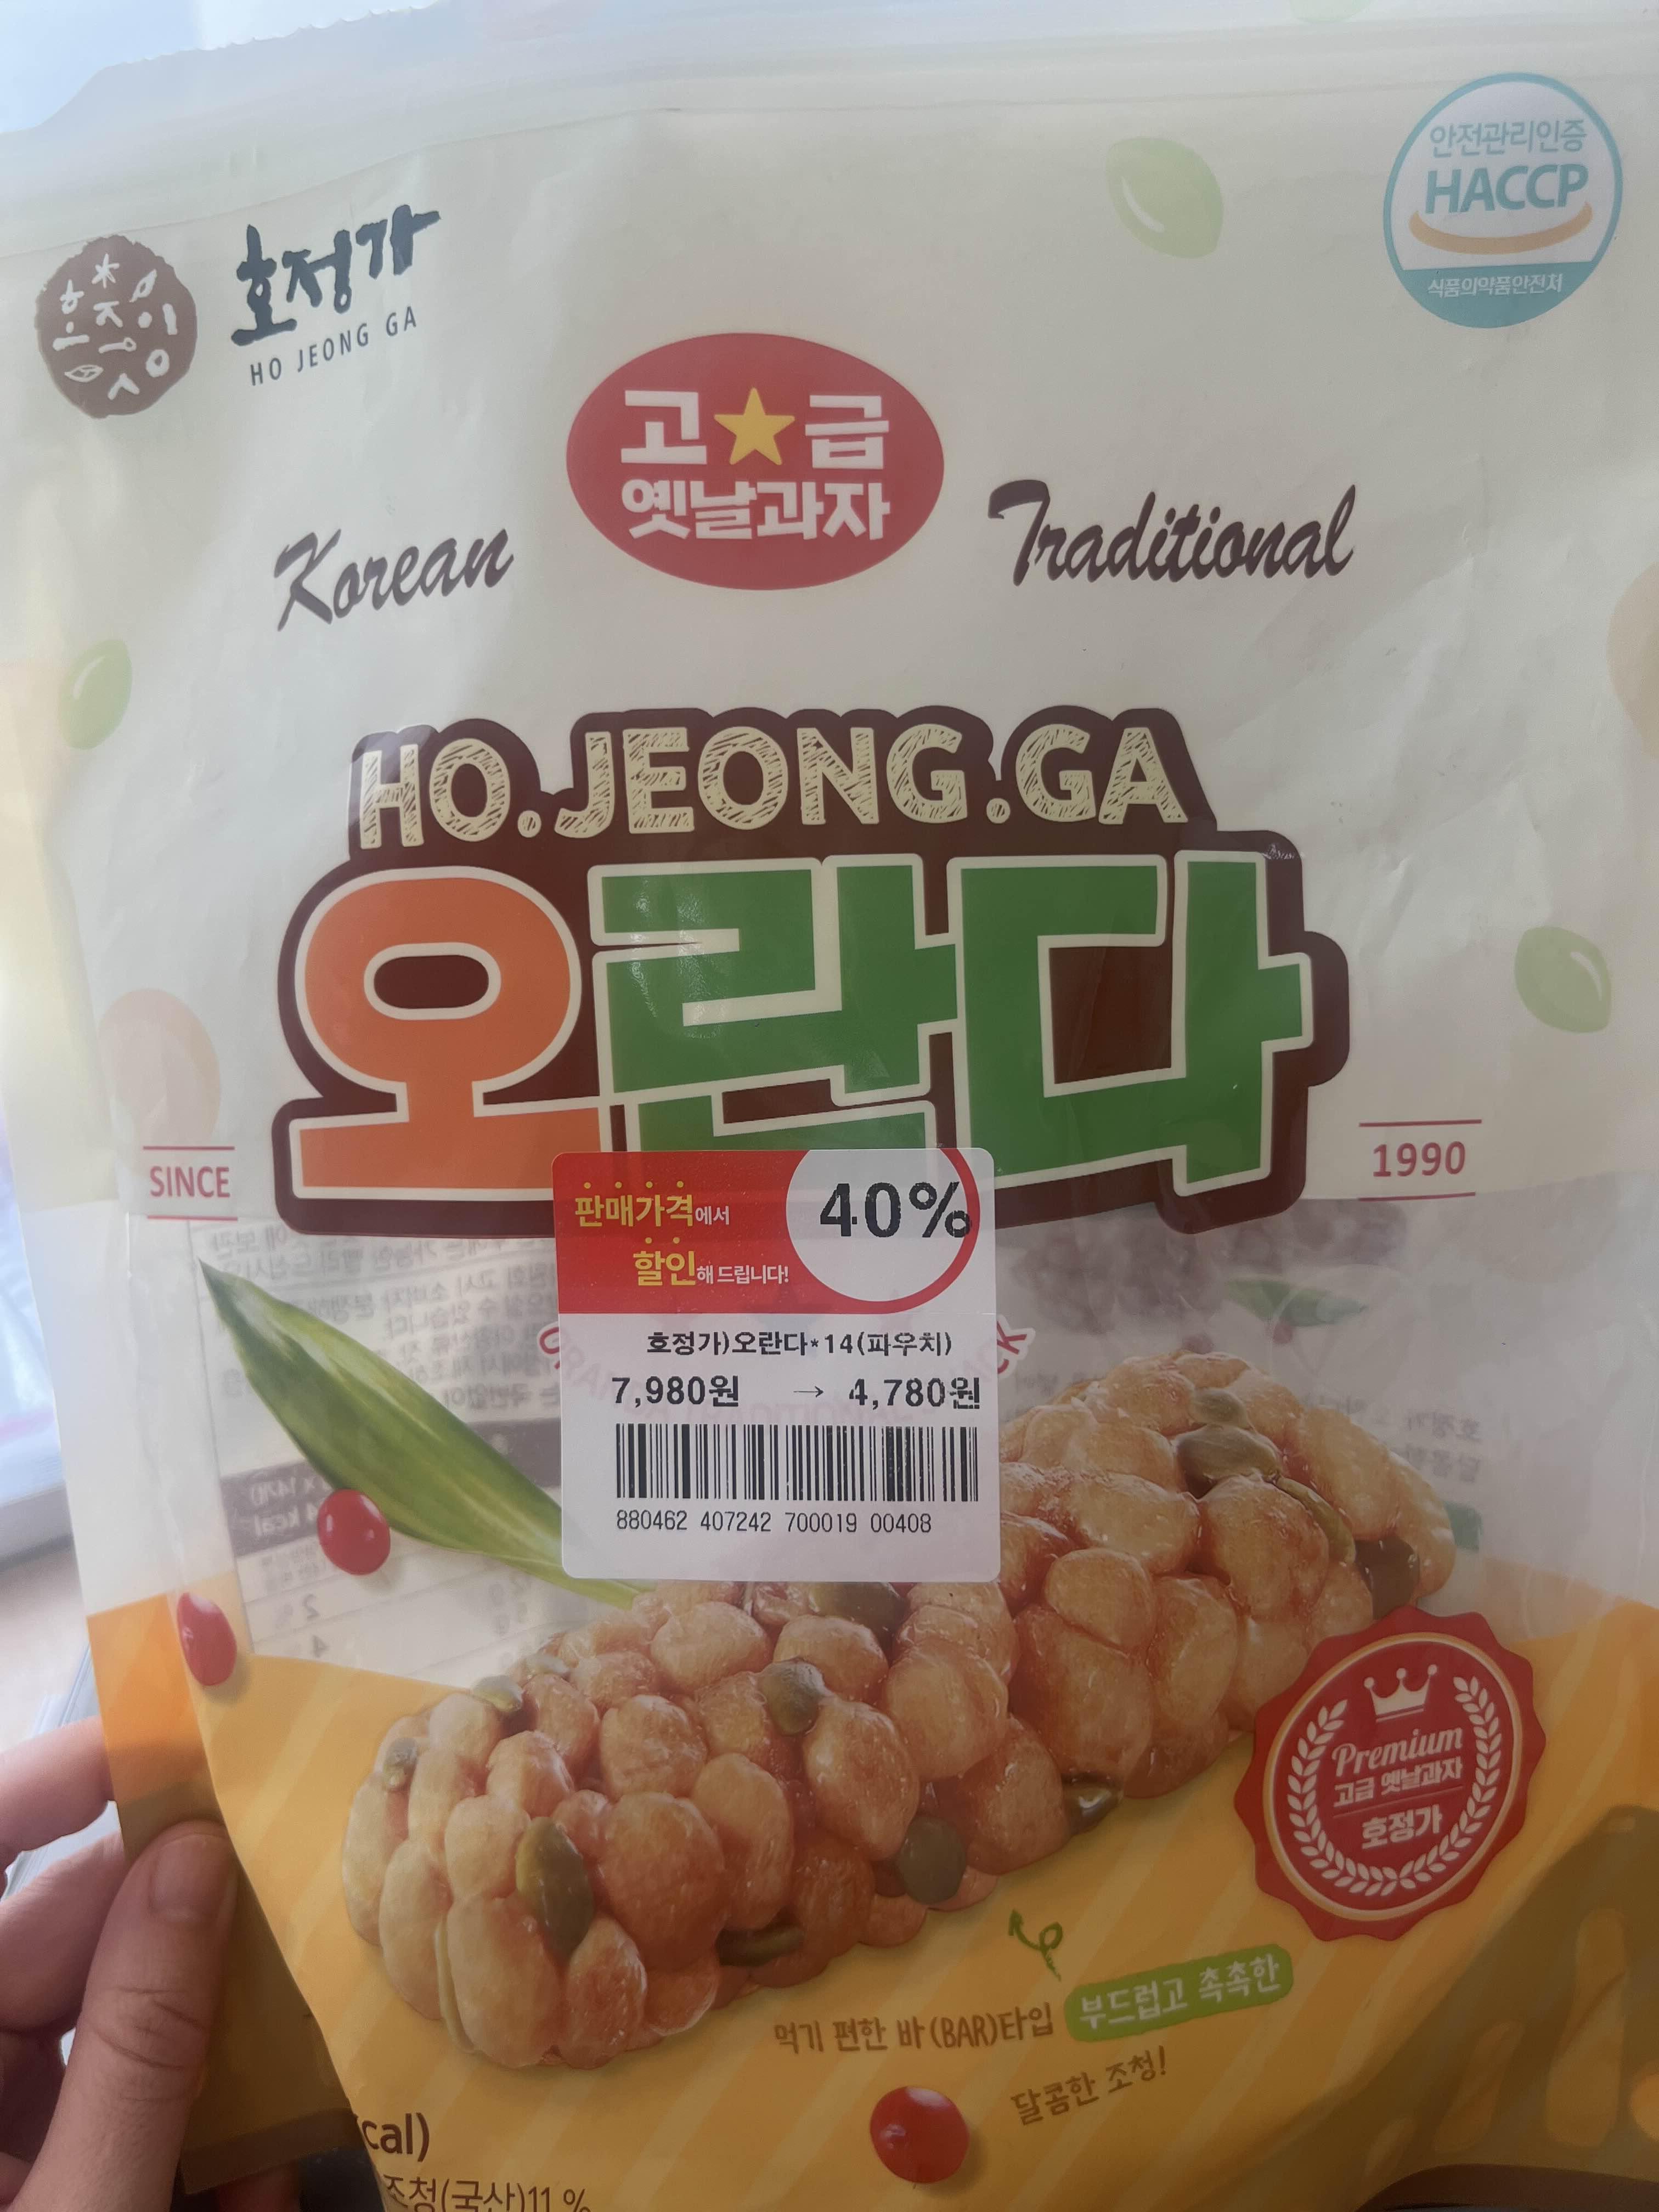 안전관리인증
HACCP
식품의약품안전처
호정가
HO JEONG GA
고급
옛날과자
Korean
Traditional
HO.JEONG.GA
오란다
SINCE
1990
판매가격에서
할인해 드립니다!
40%
호정가)오란다*14(파우치)
7,980원 → 4,780원
880462 407242 700019 00408
Premium
고급 옛날과자
호정가
먹기 편한 바(BAR)타입
부드럽고 촉촉한
달콤한 조청!
cal)
조청(국산)11 %